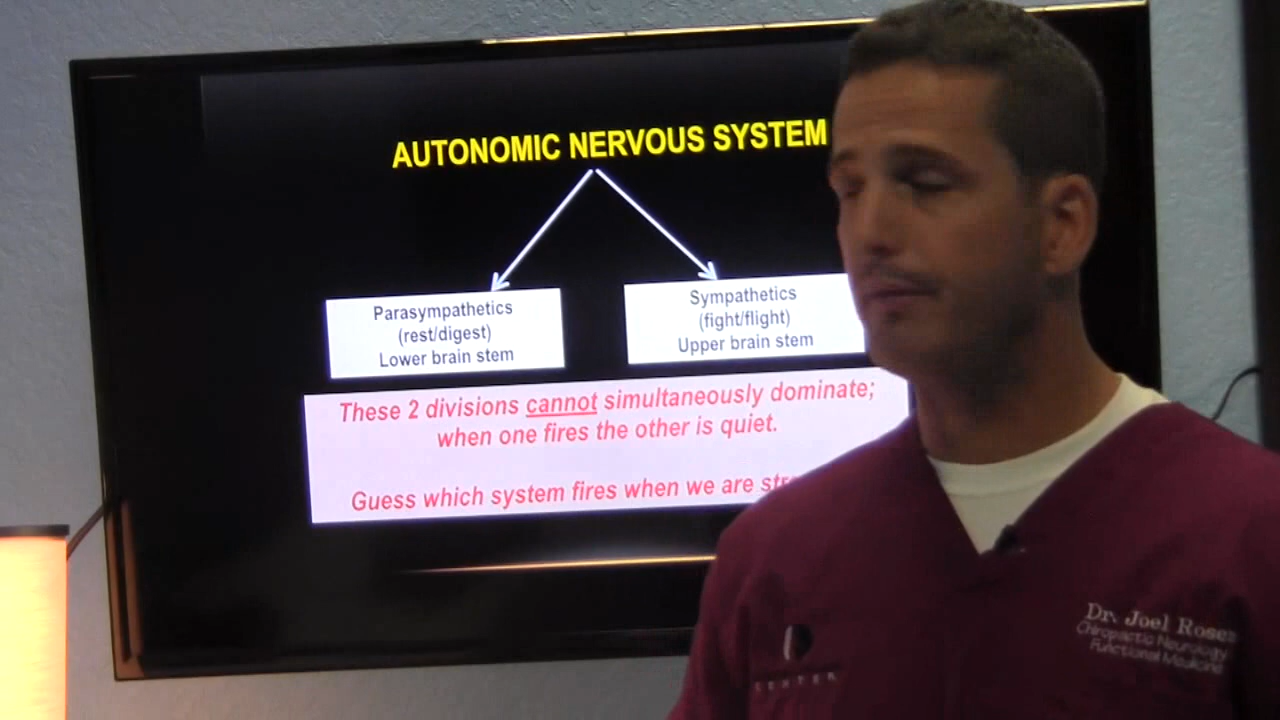 AUTONOMIC NERVOUS SYSTEM
Parasympathetics
(rest/digest)
Lower brain stem
Sympathetics
(fight/flight)
Upper brain stem
These 2 divisions cannot simultaneously dominate;
when one fires the other is quiet.
Guess which system fires when we are
Dr. Joel Rosen
Chiropractic Neurology
Functional Medicine
CENTER